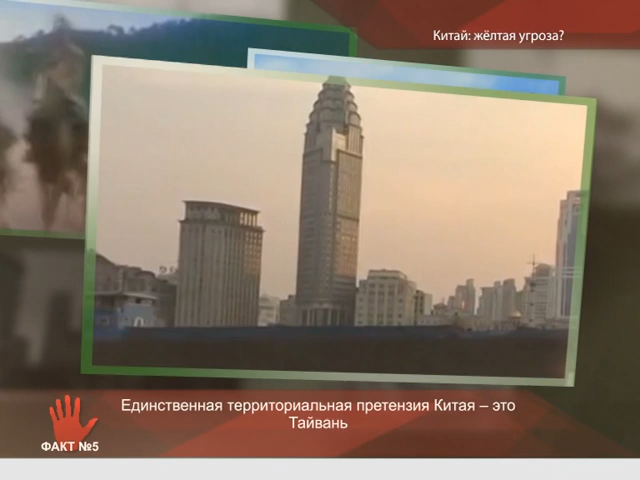 Китай: жёлтая угроза?
Единственная территориальная претензия Китая – это
Тайвань
ФАКТ №5